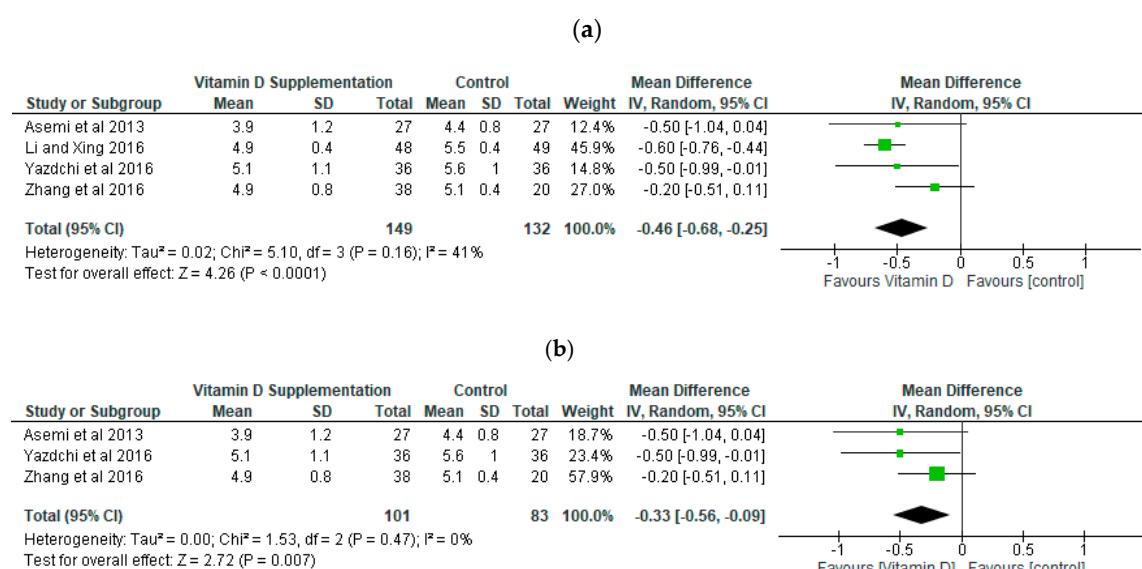 (a)
Vitamin D Supplementation Control Mean Difference Mean Difference
Study or Subgroup Mean SD Total Mean SD Total Weight IV, Random, 95% CI IV, Random, 95% CI
Asemi et al 2013 3.9 1.2 27 4.4 0.8 27 12.4% -0.50 [-1.04, 0.04]
Li and Xing 2016 4.9 0.4 48 5.5 0.4 49 45.9% -0.60 [-0.76, -0.44]
Yazdchi et al 2016 5.1 1.1 36 5.6 1 36 14.8% -0.50 [-0.99, -0.01]
Zhang et al 2016 4.9 0.8 38 5.1 0.4 20 27.0% -0.20 [-0.51, 0.11]
Total (95% CI) 149 132 100.0% -0.46 [-0.68, -0.25]
Heterogeneity: Tau² = 0.02; Chi² = 5.10, df = 3 (P = 0.16); I² = 41%
Test for overall effect: Z = 4.26 (P < 0.0001)
-1 -0.5 0 0.5 1
Favours Vitamin D Favours [control]
(b)
Vitamin D Supplementation Control Mean Difference Mean Difference
Study or Subgroup Mean SD Total Mean SD Total Weight IV, Random, 95% CI IV, Random, 95% CI
Asemi et al 2013 3.9 1.2 27 4.4 0.8 27 18.7% -0.50 [-1.04, 0.04]
Yazdchi et al 2016 5.1 1.1 36 5.6 1 36 23.4% -0.50 [-0.99, -0.01]
Zhang et al 2016 4.9 0.8 38 5.1 0.4 20 57.9% -0.20 [-0.51, 0.11]
Total (95% CI) 101 83 100.0% -0.33 [-0.56, -0.09]
Heterogeneity: Tau² = 0.00; Chi² = 1.53, df = 2 (P = 0.47); I² = 0%
Test for overall effect: Z = 2.72 (P = 0.007)
-1 -0.5 0 0.5 1
Favours [Vitamin D] Favours [control]